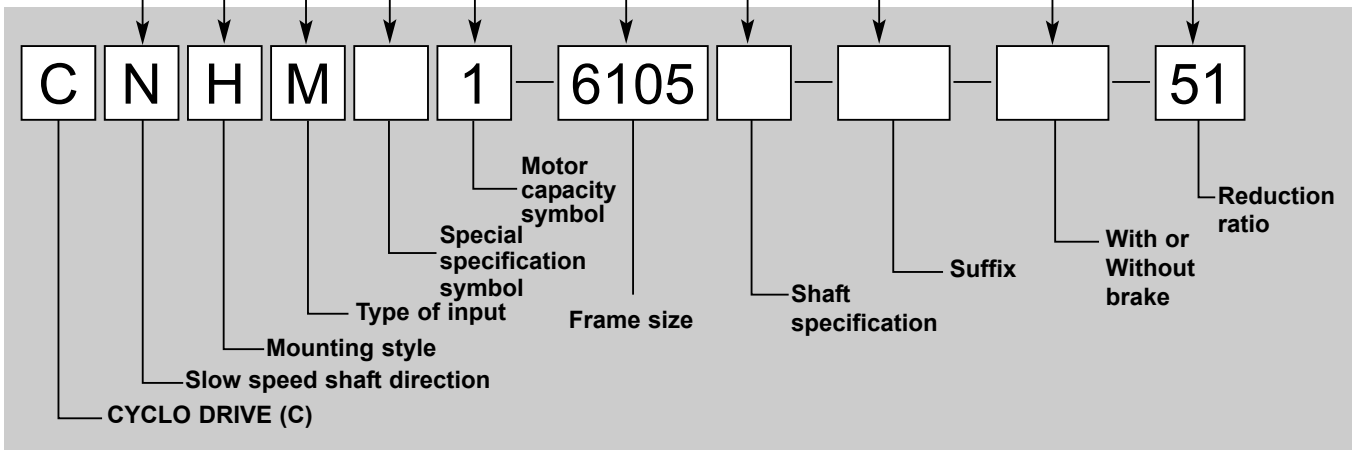 C N H M 1 — 6105 — — — 51
Motor
capacity
symbol
Reduction
ratio
Special
specification
symbol
With or
Without
brake
Suffix
Shaft
specification
Type of input
Frame size
Mounting style
Slow speed shaft direction
CYCLO DRIVE (C)